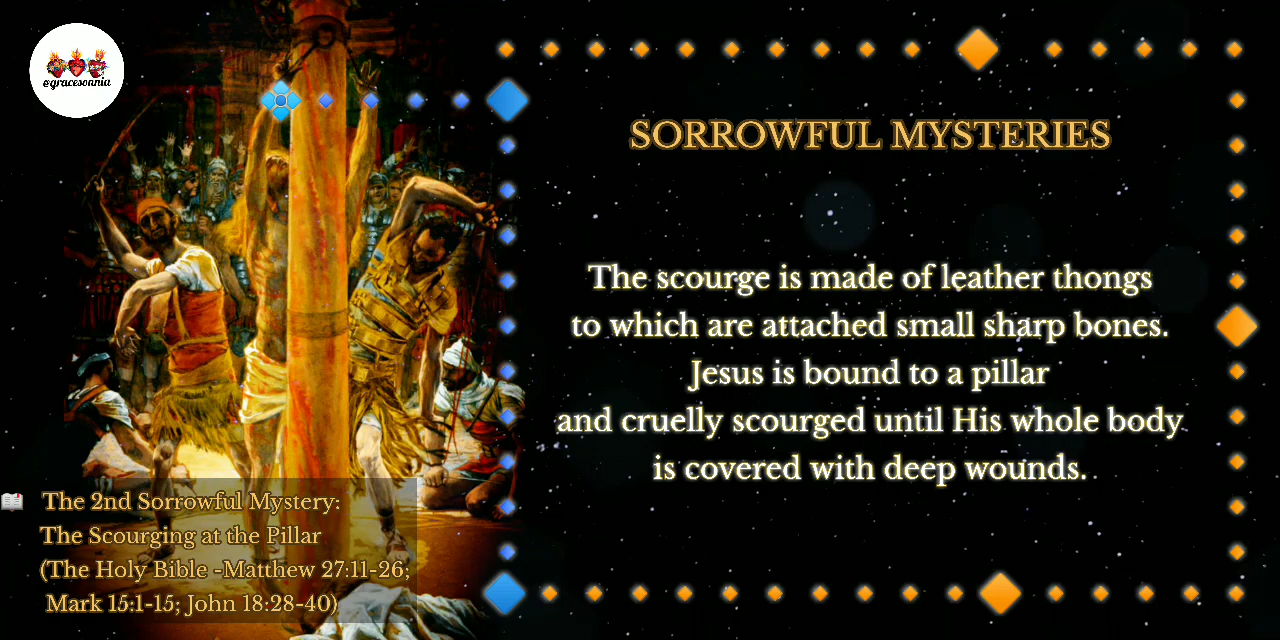 @gracesonnia
SORROWFUL MYSTERIES
The scourge is made of leather thongs
to which are attached small sharp bones.
Jesus is bound to a pillar
and cruelly scourged until His whole body
is covered with deep wounds.
The 2nd Sorrowful Mystery:
The Scourging at the Pillar
(The Holy Bible -Matthew 27:11-26;
Mark 15:1-15; John 18:28-40)